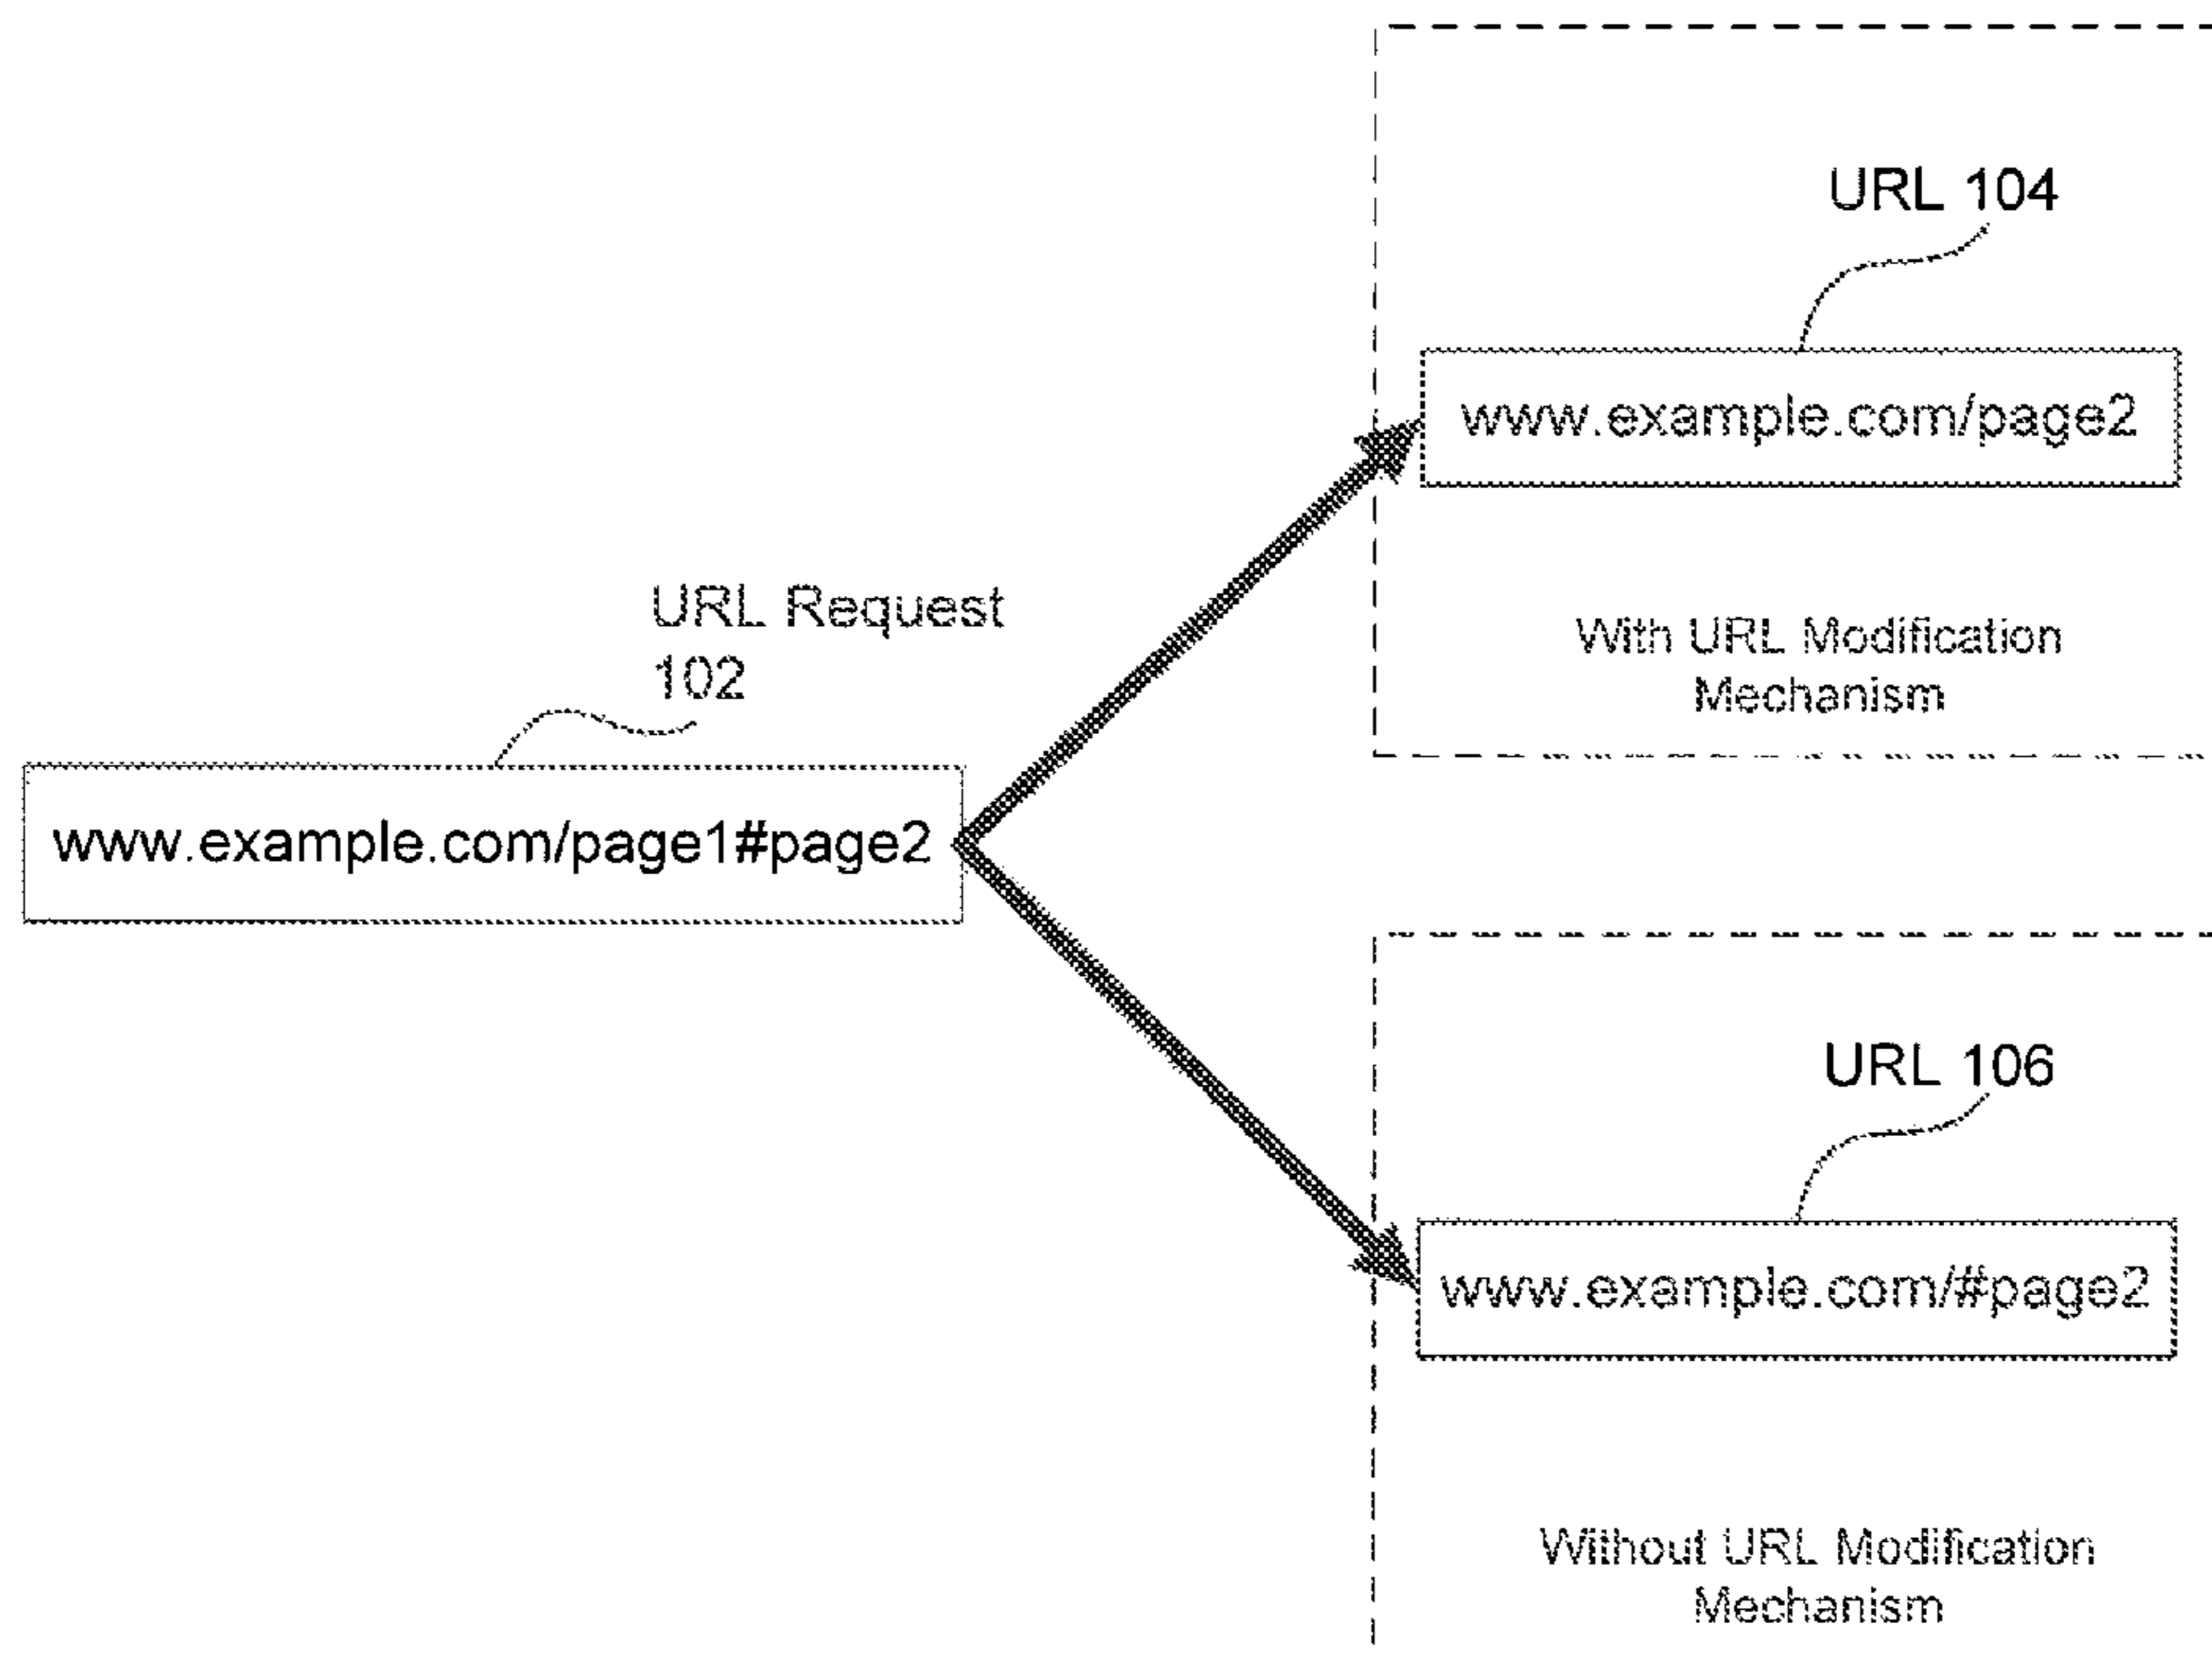 URL 104
www.example.com/page2
With URL Modification
Mechanism
URL Request
102
www.example.com/page1#page2
URL 106
www.example.com/#page2
Without URL Modification
Mechanism